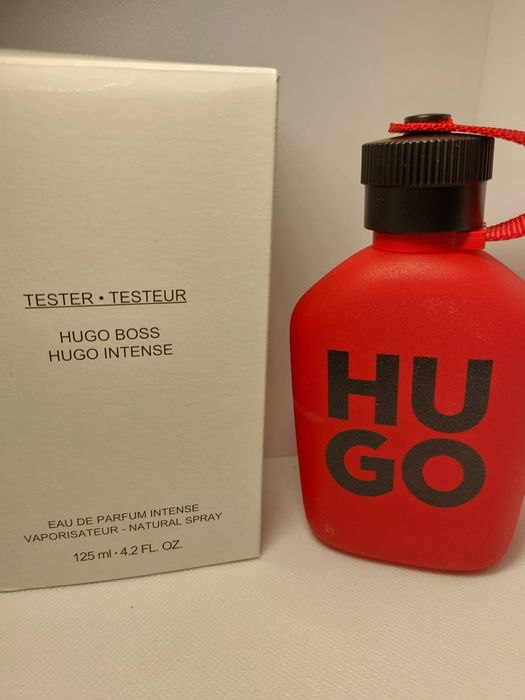 TESTER • TESTEUR
HUGO BOSS
HUGO INTENSE
EAU DE PARFUM INTENSE
VAPORISATEUR - NATURAL SPRAY
125 ml · 4.2 FL. OZ.
HU
GO